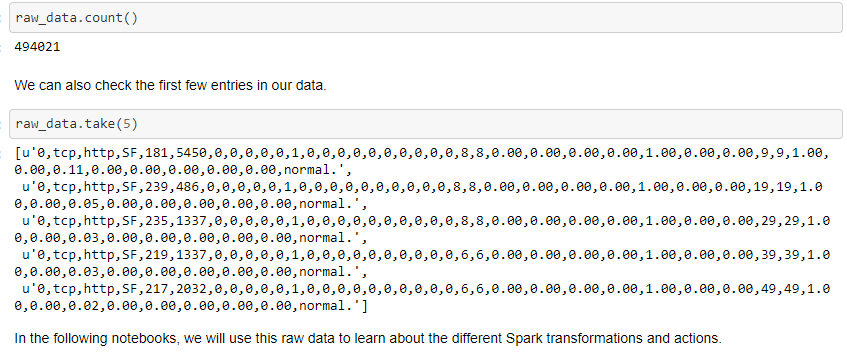 raw_data.count()
494021
We can also check the first few entries in our data.
raw_data.take(5)
[u'0,tcp,http,SF,181,5450,0,0,0,0,0,1,0,0,0,0,0,0,0,0,0,0,8,8,0.00,0.00,0.00,0.00,1.00,0.00,0.00,9,9,1.00,
0.00,0.11,0.00,0.00,0.00,0.00,0.00,normal.',
u'0,tcp,http,SF,239,486,0,0,0,0,0,1,0,0,0,0,0,0,0,0,0,0,8,8,0.00,0.00,0.00,0.00,1.00,0.00,0.00,19,19,1.0
0,0.00,0.05,0.00,0.00,0.00,0.00,0.00,normal.',
u'0,tcp,http,SF,235,1337,0,0,0,0,0,1,0,0,0,0,0,0,0,0,0,0,8,8,0.00,0.00,0.00,0.00,1.00,0.00,0.00,29,29,1.0
0,0.00,0.03,0.00,0.00,0.00,0.00,0.00,normal.',
u'0,tcp,http,SF,219,1337,0,0,0,0,0,1,0,0,0,0,0,0,0,0,0,0,6,6,0.00,0.00,0.00,0.00,1.00,0.00,0.00,39,39,1.0
0,0.00,0.03,0.00,0.00,0.00,0.00,0.00,normal.',
u'0,tcp,http,SF,217,2032,0,0,0,0,0,1,0,0,0,0,0,0,0,0,0,0,6,6,0.00,0.00,0.00,0.00,1.00,0.00,0.00,49,49,1.0
0,0.00,0.02,0.00,0.00,0.00,0.00,0.00,normal.']
In the following notebooks, we will use this raw data to learn about the different Spark transformations and actions.